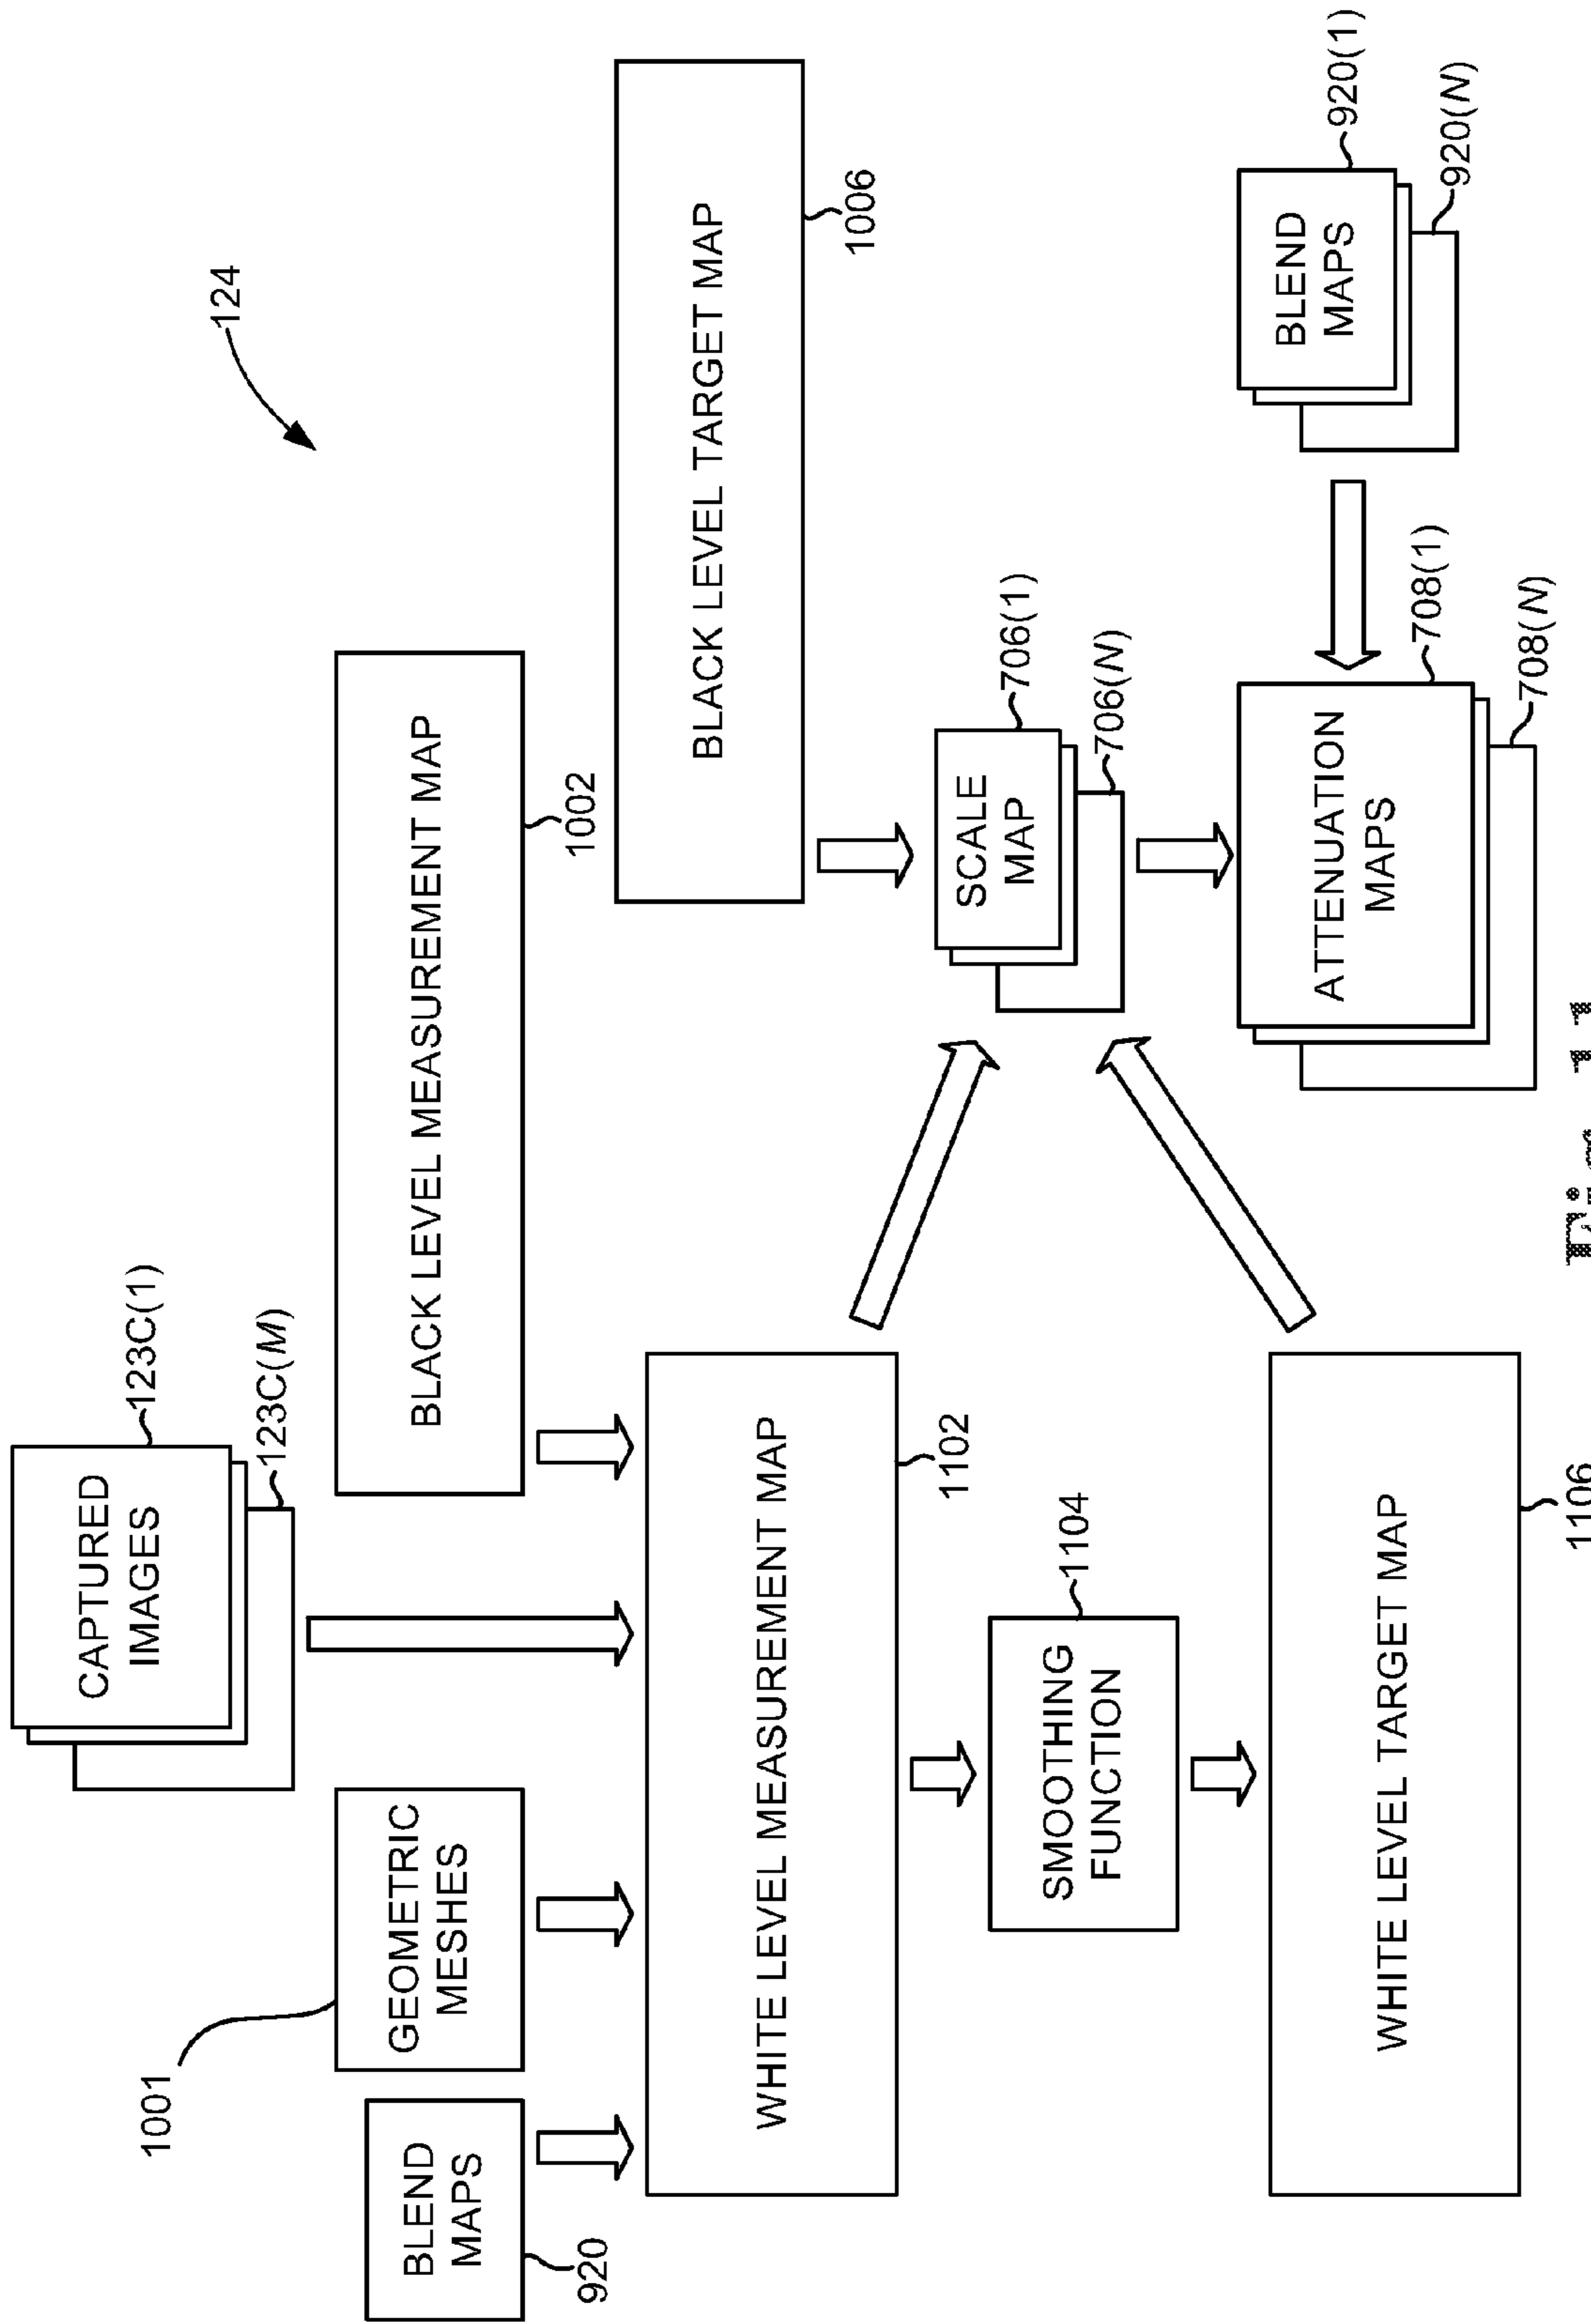 124
CAPTURED
IMAGES
123C(1)
123C(M)
1001
BLEND
MAPS
920
GEOMETRIC
MESHES
BLACK LEVEL MEASUREMENT MAP
1002
BLACK LEVEL TARGET MAP
1006
WHITE LEVEL MEASUREMENT MAP
1102
SCALE
MAP
706(1)
706(N)
SMOOTHING
FUNCTION
1104
ATTENUATION
MAPS
708(1)
708(N)
BLEND
MAPS
920(1)
920(N)
WHITE LEVEL TARGET MAP
1106